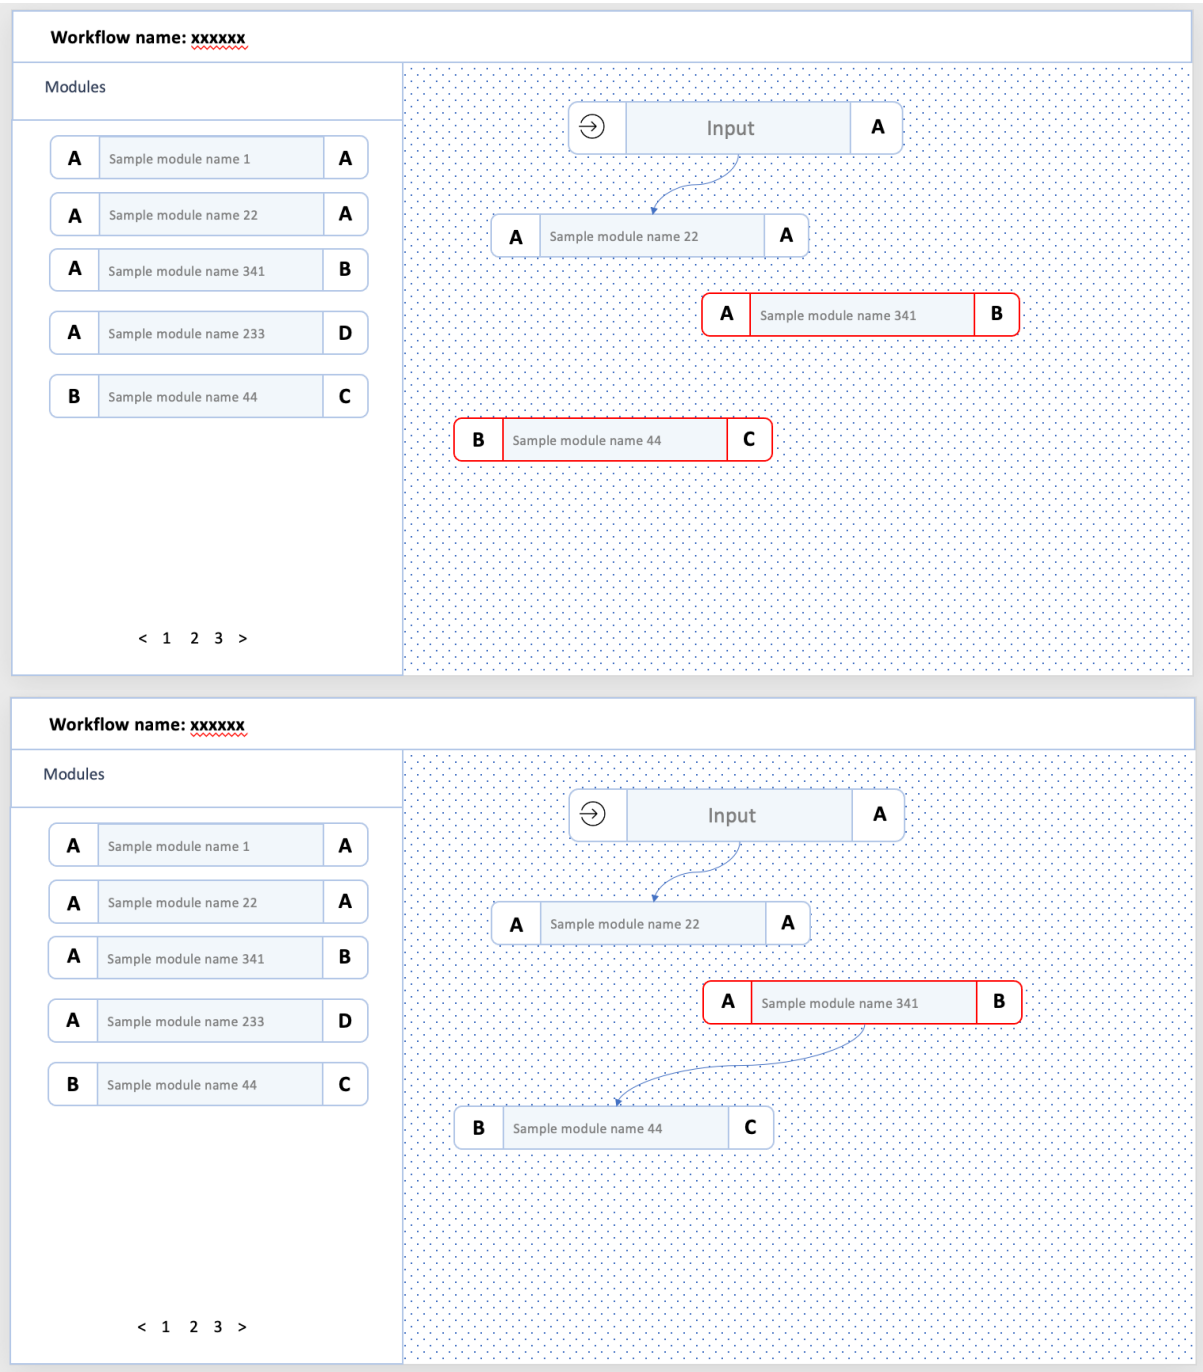 Workflow name: xxxxxx
Modules
A Sample module name 1 A
A Sample module name 22 A
A Sample module name 341 B
A Sample module name 233 D
B Sample module name 44 C
< 1 2 3 >
Input A
A Sample module name 22 A
A Sample module name 341 B
B Sample module name 44 C
Workflow name: xxxxxx
Modules
A Sample module name 1 A
A Sample module name 22 A
A Sample module name 341 B
A Sample module name 233 D
B Sample module name 44 C
< 1 2 3 >
Input A
A Sample module name 22 A
A Sample module name 341 B
B Sample module name 44 C